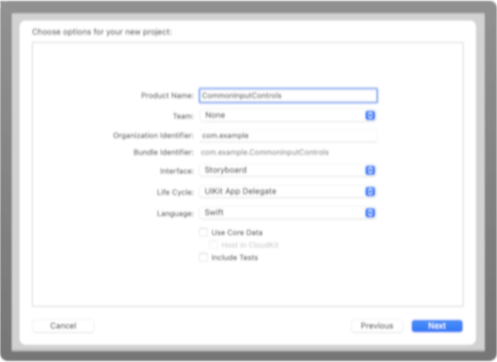 Choose options for your new project:
Product Name: CommonInputControls
Team: None
Organization Identifier: com.example
Bundle Identifier: com.example.CommonInputControls
Interface: Storyboard
Life Cycle: UIKit App Delegate
Language: Swift
Use Core Data
Host in CloudKit
Include Tests
Cancel Previous Next